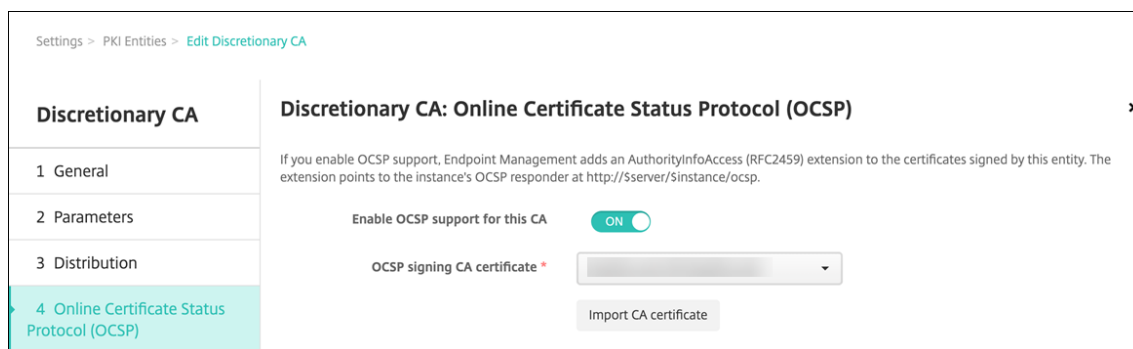 Settings > PKI Entities > Edit Discretionary CA
Discretionary CA
1 General
2 Parameters
3 Distribution
4 Online Certificate Status
Protocol (OCSP)
Discretionary CA: Online Certificate Status Protocol (OCSP)
If you enable OCSP support, Endpoint Management adds an AuthorityInfoAccess (RFC2459) extension to the certificates signed by this entity. The
extension points to the instance's OCSP responder at http://$server/$instance/ocsp.
Enable OCSP support for this CA
ON
OCSP signing CA certificate *
Import CA certificate